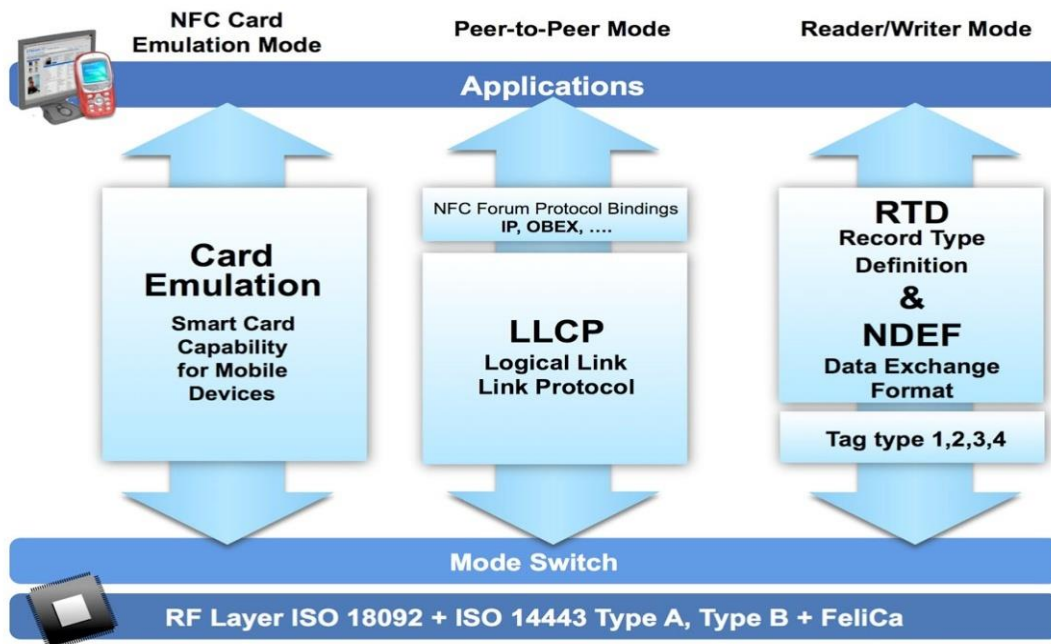 NFC Card
Emulation Mode
Peer-to-Peer Mode
Reader/Writer Mode
Applications
Card
Emulation
Smart Card
Capability
for Mobile
Devices
NFC Forum Protocol Bindings
IP, OBEX, ....
LLCP
Logical Link
Link Protocol
RTD
Record Type
Definition
&
NDEF
Data Exchange
Format
Tag type 1,2,3,4
Mode Switch
RF Layer ISO 18092 + ISO 14443 Type A, Type B + FeliCa